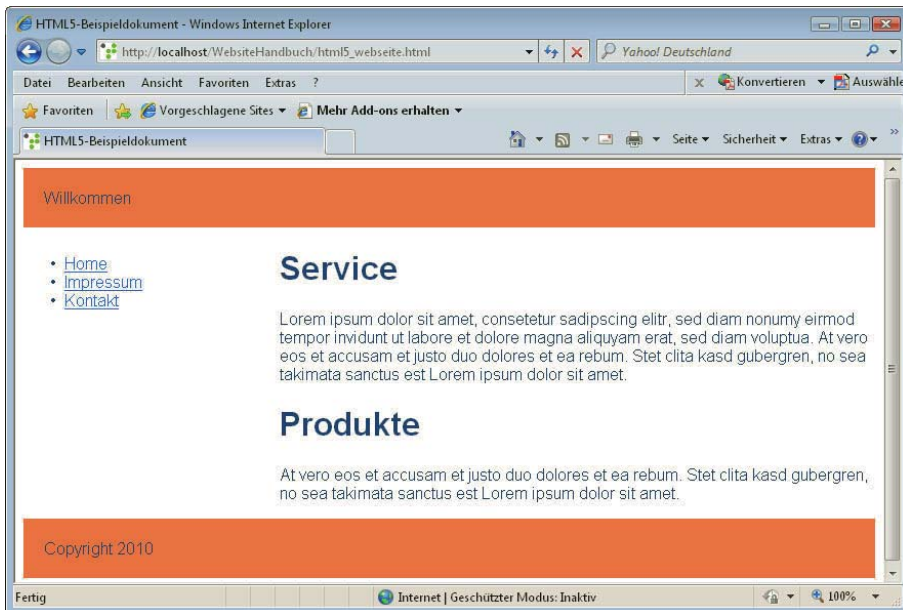 HTML5-Beispieldokument - Windows Internet Explorer
http://localhost/WebsiteHandbuch/html5_webseite.html
Yahoo! Deutschland
Datei Bearbeiten Ansicht Favoriten Extras ? x Konvertieren Auswähle
Favoriten Vorgeschlagene Sites Mehr Add-ons erhalten
HTML5-Beispieldokument Seite Sicherheit Extras »
Willkommen
• Home
• Impressum
• Kontakt
Service
Lorem ipsum dolor sit amet, consetetur sadipscing elitr, sed diam nonumy eirmod
tempor invidunt ut labore et dolore magna aliquyam erat, sed diam voluptua. At vero
eos et accusam et justo duo dolores et ea rebum. Stet clita kasd gubergren, no sea
takimata sanctus est Lorem ipsum dolor sit amet.
Produkte
At vero eos et accusam et justo duo dolores et ea rebum. Stet clita kasd gubergren,
no sea takimata sanctus est Lorem ipsum dolor sit amet.
Copyright 2010
Fertig Internet | Geschützter Modus: Inaktiv 100%